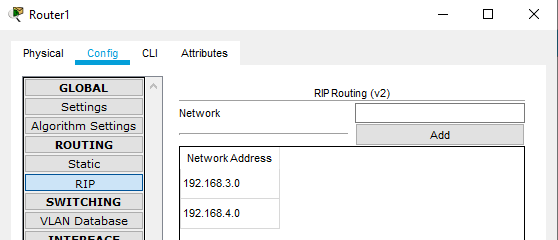 Router1
Physical Config CLI Attributes
GLOBAL
Settings
Algorithm Settings
ROUTING
Static
RIP
SWITCHING
VLAN Database
INTERFACE
RIP Routing (v2)
Network
Add
Network Address
192.168.3.0
192.168.4.0